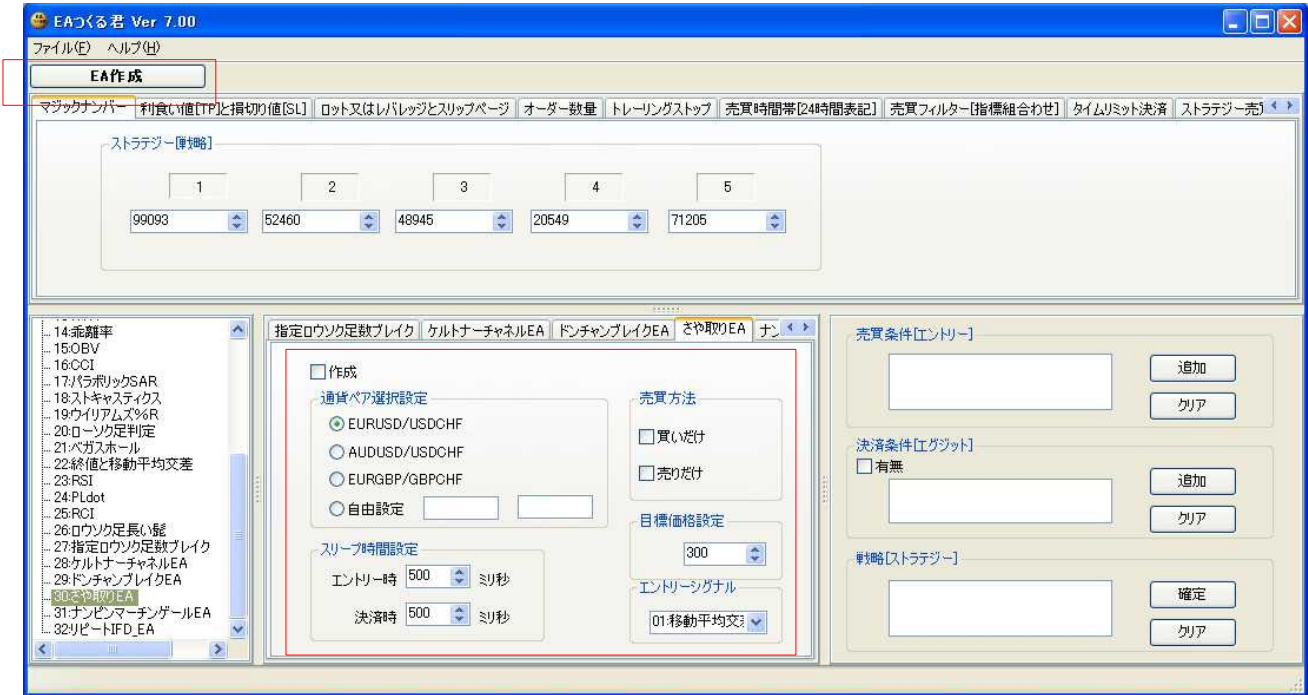 EAつくる君 Ver 7.00
ファイル(F) ヘルプ(H)
EA作成
マジックナンバー 利食い値[TP]と損切り値[SL] ロット又はレバレッジとスリップページ オーダー数量 トレーリングストップ 売買時間帯[24時間表記] 売買フィルター[指標組合わせ] タイムリミット決済 ストラテジー売
ストラテジー[戦略]
1 2 3 4 5
99093 52460 48945 20549 71205
14:乖離率
15:OBV
16:CCI
17:パラボリックSAR
18:ストキャスティクス
19:ウイリアムズ%R
20:ローソク足判定
21:ベガスホール
22:終値と移動平均交差
23:RSI
24:PLdot
25:RCI
26:ロウソク足長い髭
27:指定ロウソク足数ブレイク
28:ケルトナーチャネルEA
29:ドンチャンブレイクEA
30:さや取りEA
31:ナンピンマーチンゲールEA
32:リピートIFD_EA
指定ロウソク足数ブレイク ケルトナーチャネルEA ドンチャンブレイクEA さや取りEA ナン
作成
通貨ペア選択設定
EURUSD/USDCHF
AUDUSD/USDCHF
EURGBP/GBPCHF
自由設定
スリープ時間設定
エントリー時 500 ミリ秒
決済時 500 ミリ秒
売買方法
買いだけ
売りだけ
目標価格設定
300
エントリーシグナル
01:移動平均交
売買条件[エントリー]
追加
クリア
決済条件[エグジット]
有無
追加
クリア
戦略[ストラテジー]
確定
クリア